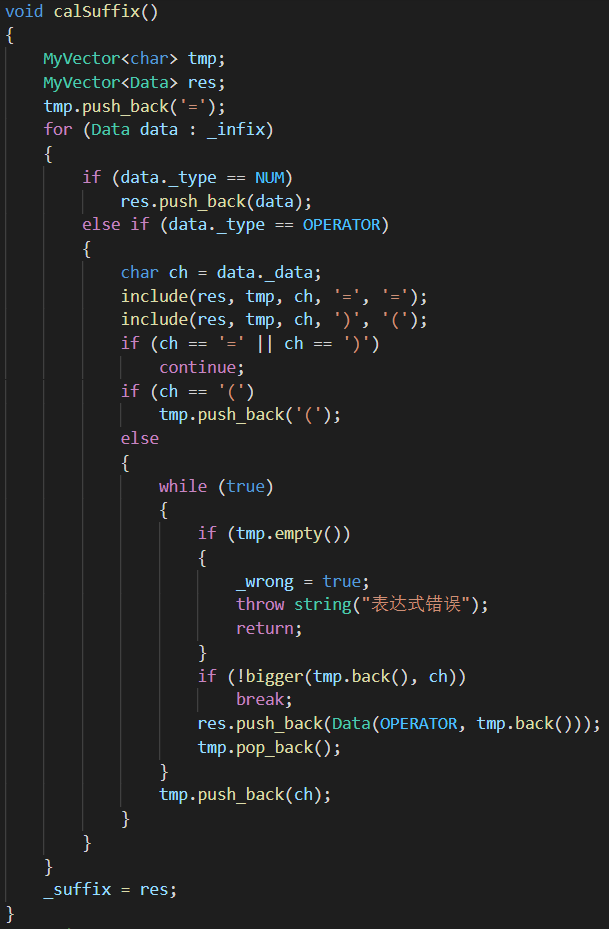 void calSuffix()
{
    MyVector<char> tmp;
    MyVector<Data> res;
    tmp.push_back('=');
    for (Data data : _infix)
    {
        if (data._type == NUM)
            res.push_back(data);
        else if (data._type == OPERATOR)
        {
            char ch = data._data;
            include(res, tmp, ch, '=', '=');
            include(res, tmp, ch, ')', '(');
            if (ch == '=' || ch == ')')
                continue;
            if (ch == '(')
                tmp.push_back('(');
            else
            {
                while (true)
                {
                    if (tmp.empty())
                    {
                        _wrong = true;
                        throw string("表达式错误");
                        return;
                    }
                    if (!bigger(tmp.back(), ch))
                        break;
                    res.push_back(Data(OPERATOR, tmp.back()));
                    tmp.pop_back();
                }
                tmp.push_back(ch);
            }
        }
    }
    _suffix = res;
}